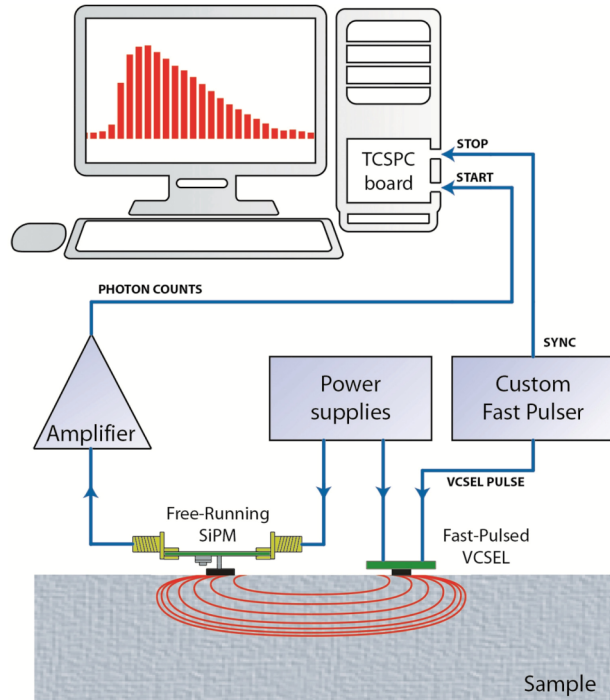 STOP
TCSPC
board
START
PHOTON COUNTS
SYNC
Amplifier
Power
supplies
Custom
Fast Pulser
VCSEL PULSE
Free-Running
SiPM
Fast-Pulsed
VCSEL
Sample